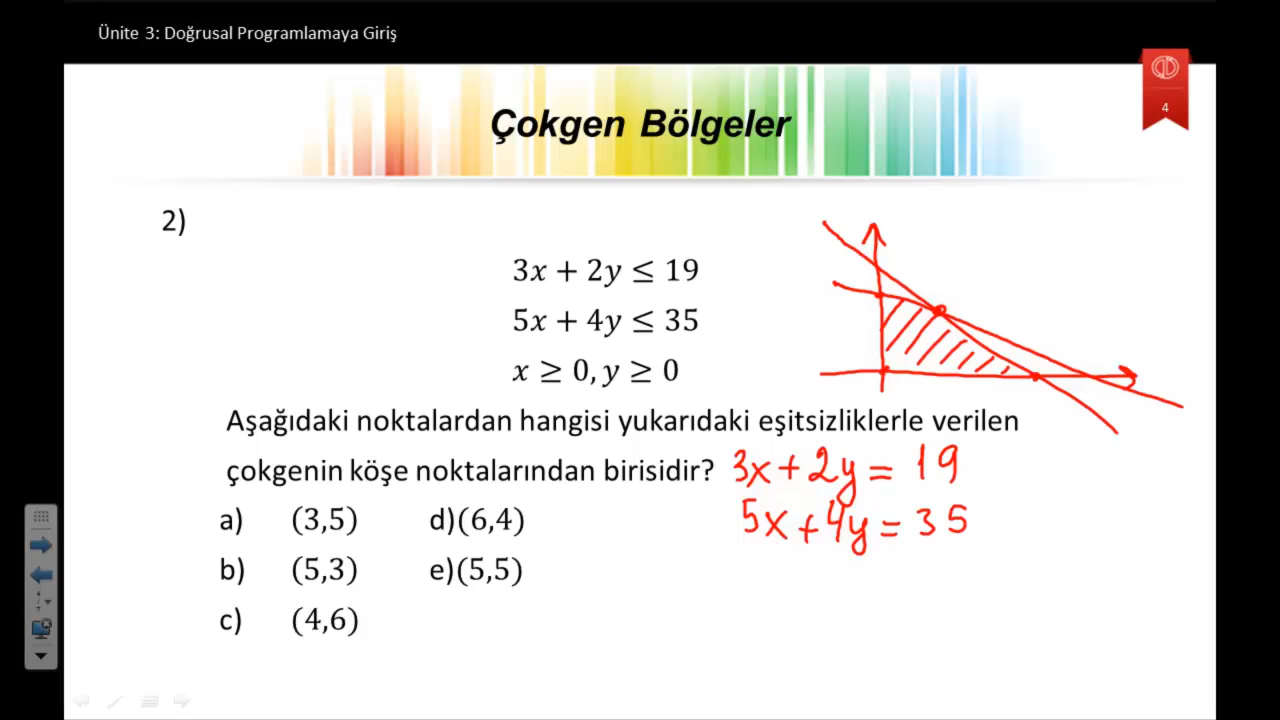 Ünite 3: Doğrusal Programlamaya Giriş
4
Çokgen Bölgeler
2)
3x + 2y ≤ 19
5x + 4y ≤ 35
x ≥ 0, y ≥ 0
Aşağıdaki noktalardan hangisi yukarıdaki eşitsizliklerle verilen
çokgenin köşe noktalarından birisidir? 3x + 2y = 19
5x + 4y = 35
a) (3,5) d)(6,4)
b) (5,3) e)(5,5)
c) (4,6)